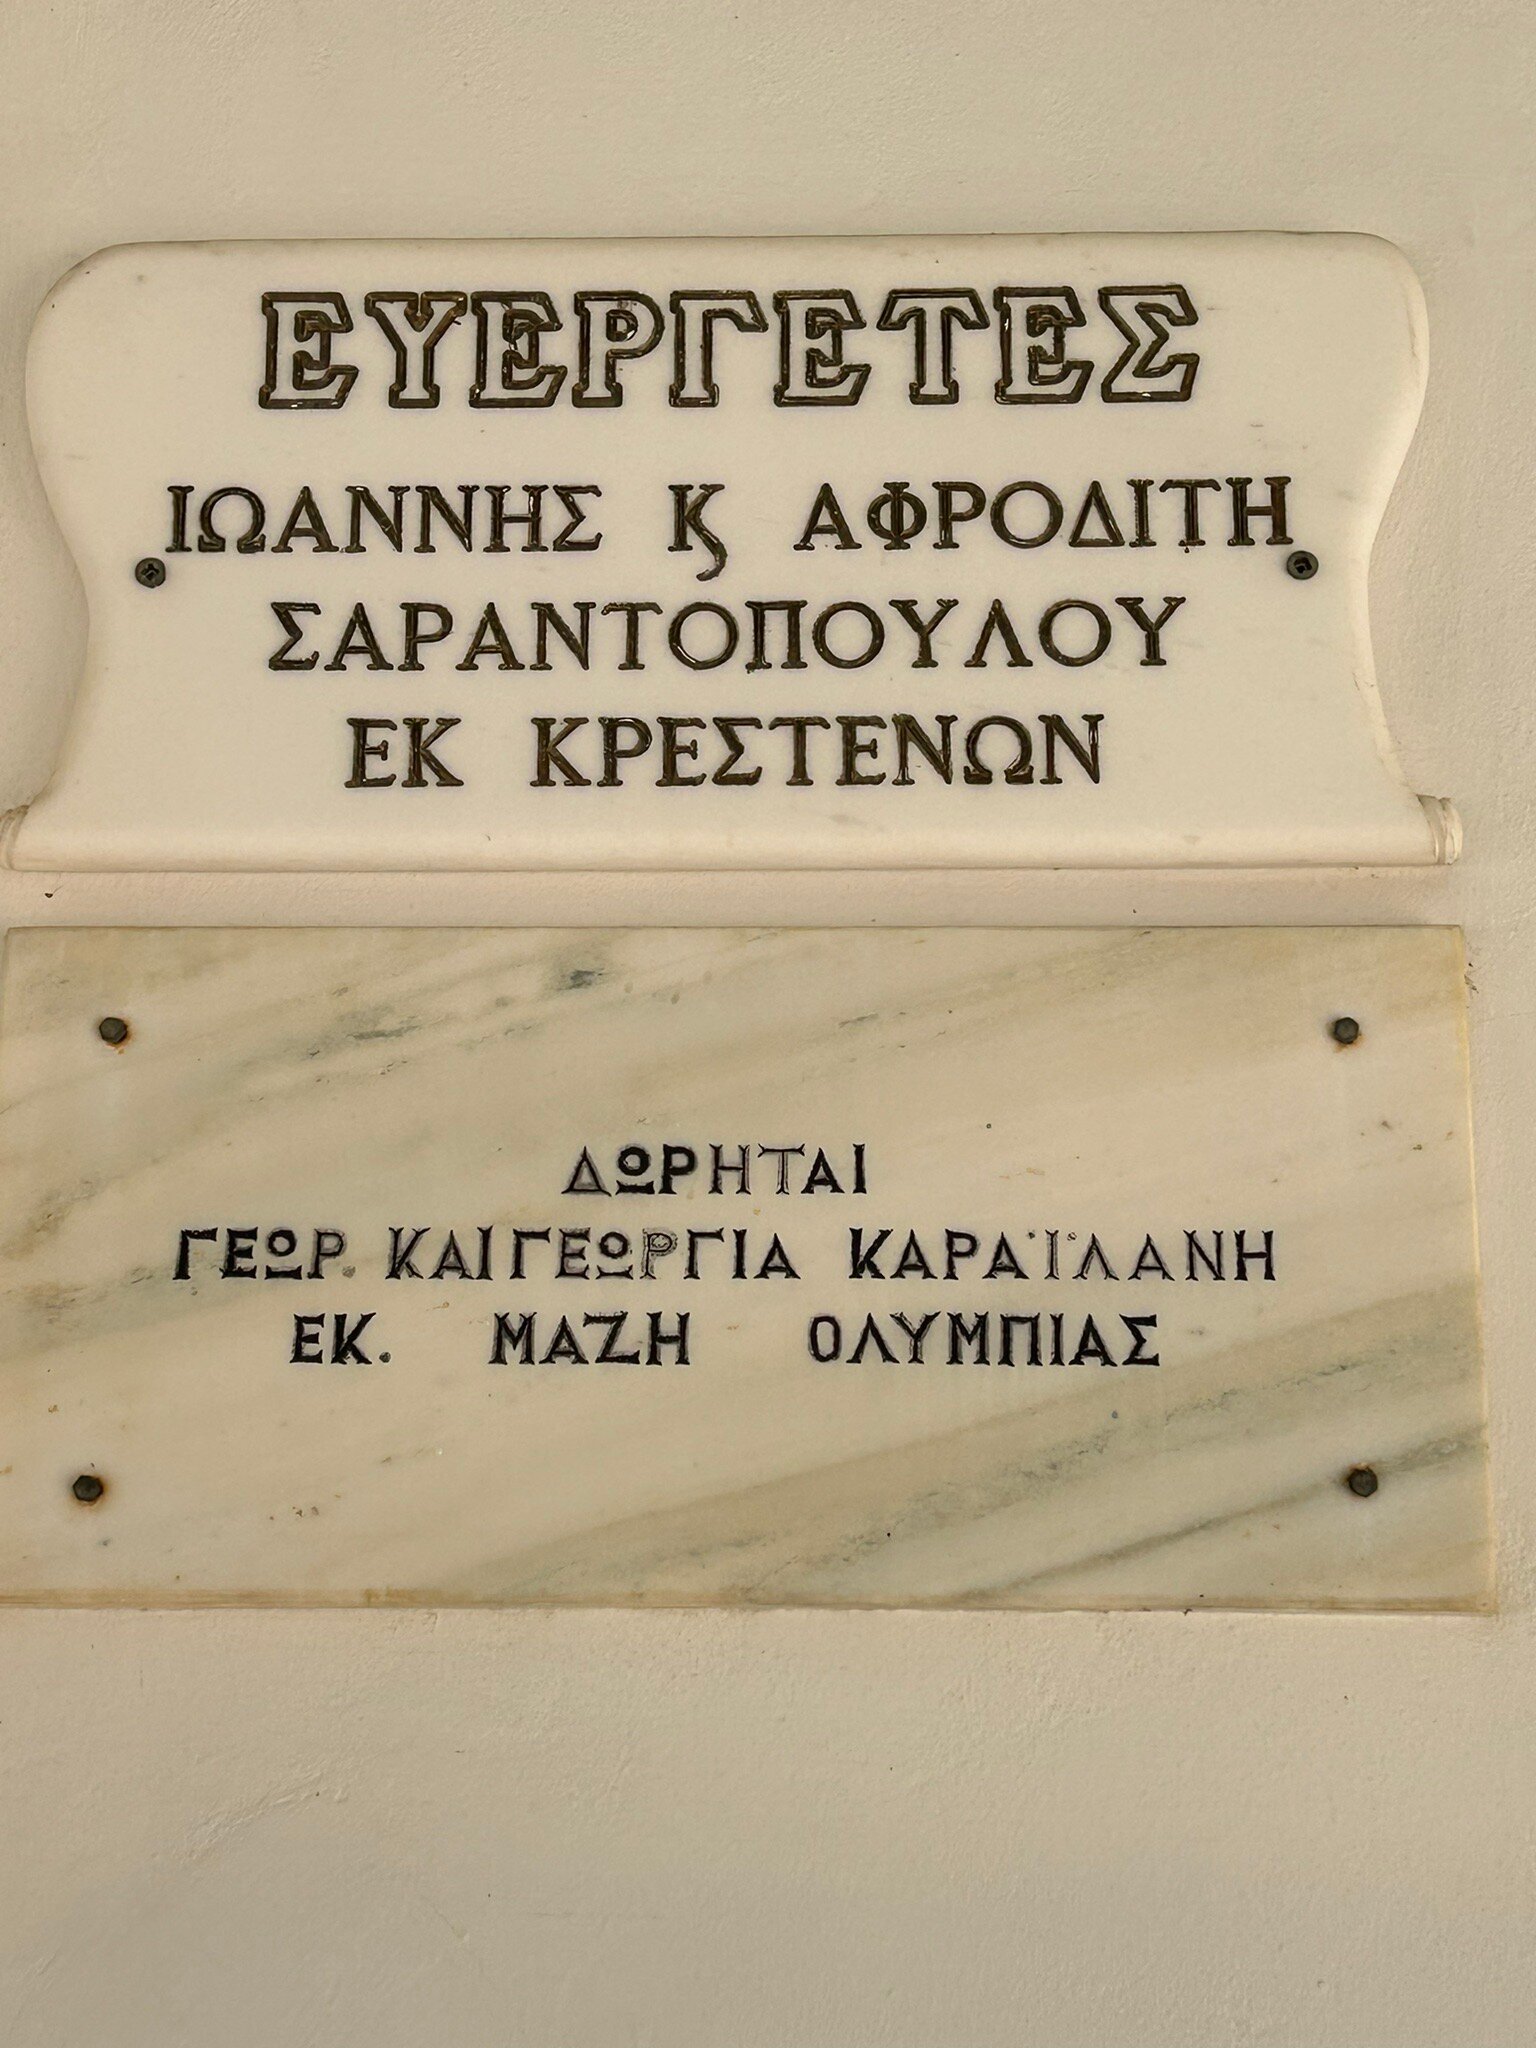 ΕΥΕΡΓΕΤΕΣ
ΙΩΑΝΝΗΣ Ϗ ΑΦΡΟΔΙΤΗ
ΣΑΡΑΝΤΟΠΟΥΛΟΥ
ΕΚ ΚΡΕΣΤΕΝΩΝ
ΔΩΡΗΤΑΙ
ΓΕΩΡ. ΚΑΙ ΓΕΩΡΓΙΑ ΚΑΡΑΪΛΑΝΗ
ΕΚ. ΜΑΖΗ ΟΛΥΜΠΙΑΣ